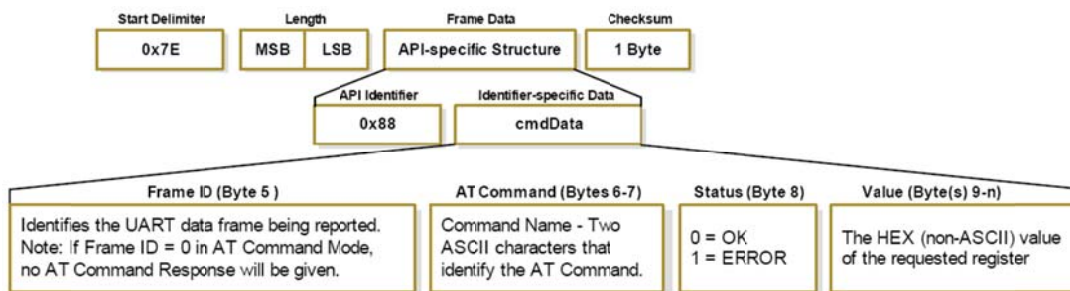 Start Delimiter
Length
Frame Data
Checksum
0x7E
MSB
LSB
API-specific Structure
1 Byte
API Identifier
Identifier-specific Data
0x88
cmdData
Frame ID (Byte 5 )
AT Command (Bytes 6-7)
Status (Byte 8)
Value (Byte(s) 9-n)
Identifies the UART data frame being reported.
Note: If Frame ID = 0 in AT Command Mode,
no AT Command Response will be given.
Command Name - Two
ASCII characters that
identify the AT Command.
0 = OK
1 = ERROR
The HEX (non-ASCII) value
of the requested register